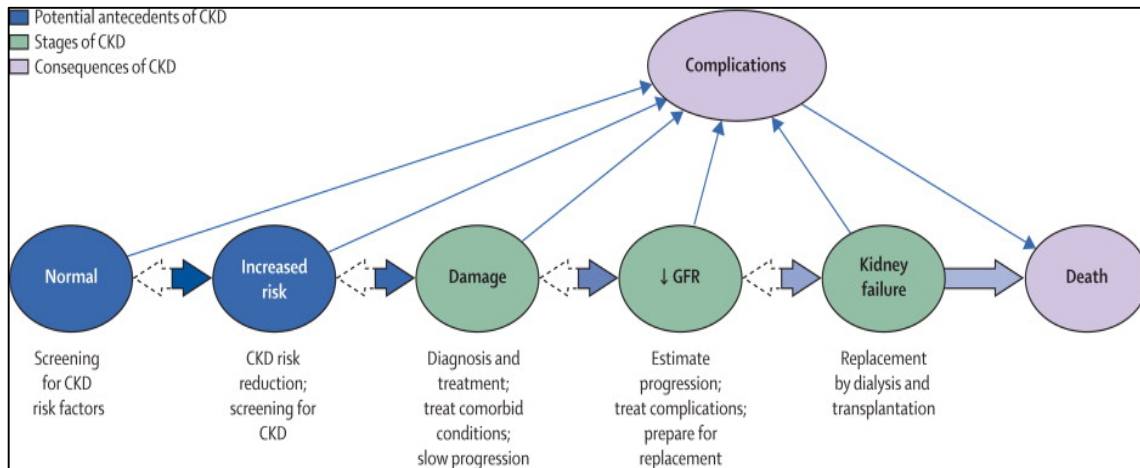 Potential antecedents of CKD
Stages of CKD
Consequences of CKD
Complications
Normal
Increased
risk
Damage
↓ GFR
Kidney
failure
Death
Screening
for CKD
risk factors
CKD risk
reduction;
screening for
CKD
Diagnosis and
treatment;
treat comorbid
conditions;
slow progression
Estimate
progression;
treat complications;
prepare for
replacement
Replacement
by dialysis and
transplantation